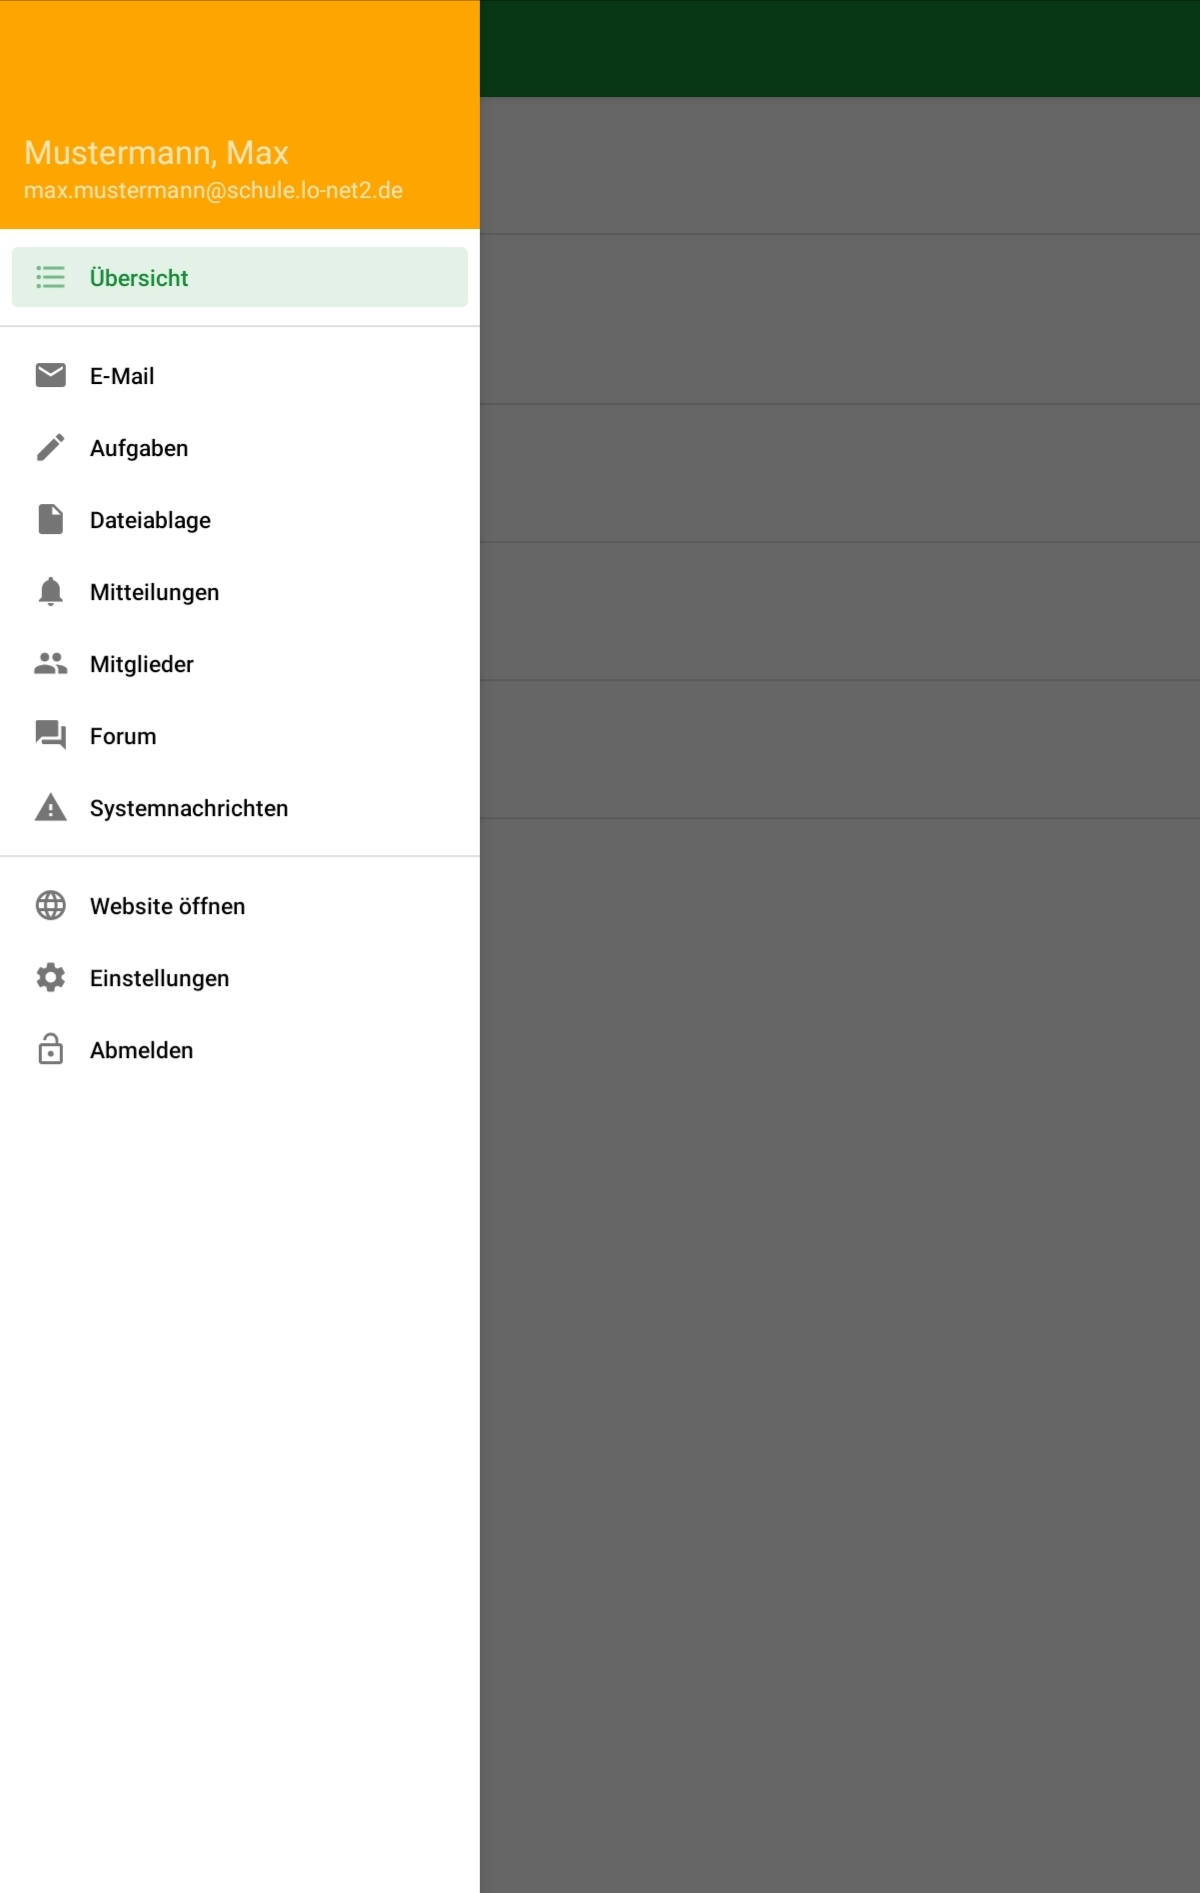 Mustermann, Max
max.mustermann@schule.lo-net2.de
Übersicht
E-Mail
Aufgaben
Dateiablage
Mitteilungen
Mitglieder
Forum
Systemnachrichten
Website öffnen
Einstellungen
Abmelden